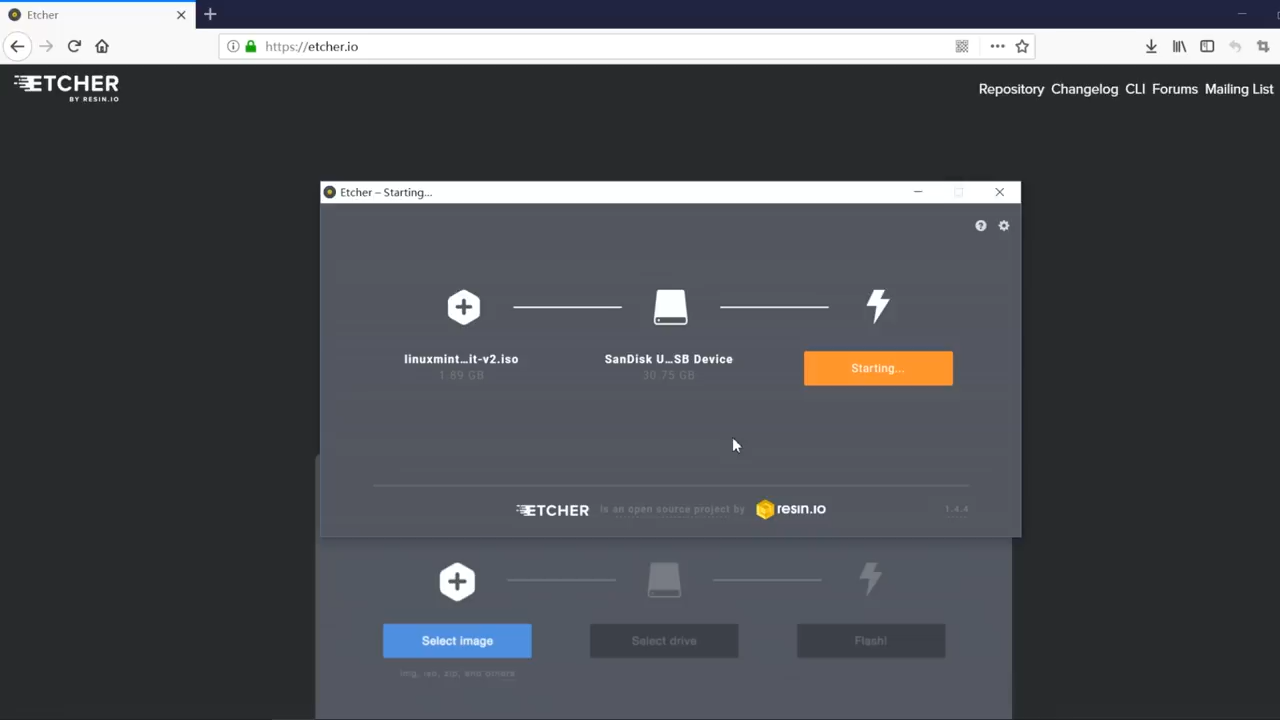 Etcher
https://etcher.io
ETCHER
BY RESIN.IO
Repository Changelog CLI Forums Mailing List
Etcher – Starting...
linuxmint...it-v2.iso
1.89 GB
SanDisk U...SB Device
30.75 GB
Starting...
ETCHER is an open source project by resin.io
1.4.4
Select image
Select drive
Flash!
img, iso, zip, and others